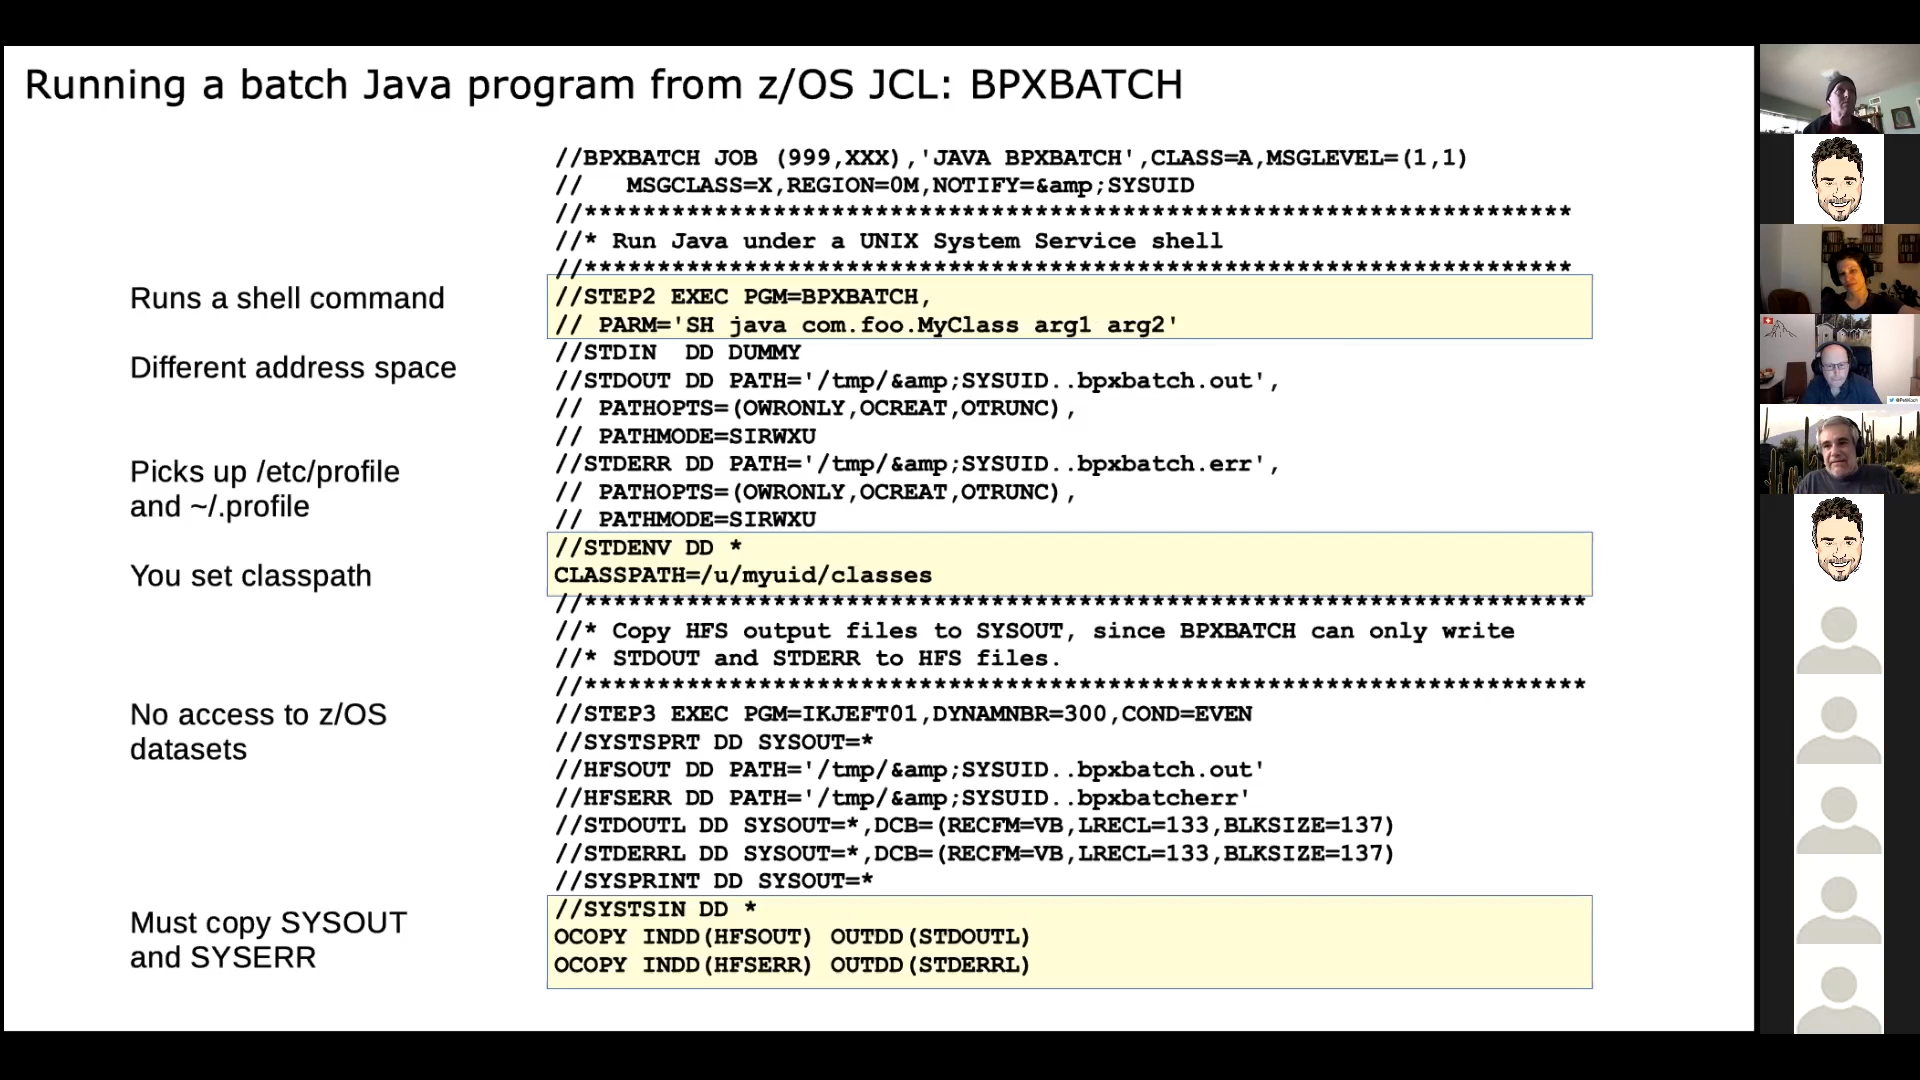 Running a batch Java program from z/OS JCL: BPXBATCH
//BPXBATCH JOB (999,XXX),'JAVA BPXBATCH',CLASS=A,MSGLEVEL=(1,1)
//   MSGCLASS=X,REGION=0M,NOTIFY=&amp;SYSUID
//********************************************************************
//* Run Java under a UNIX System Service shell
//********************************************************************
Runs a shell command
//STEP2 EXEC PGM=BPXBATCH,
// PARM='SH java com.foo.MyClass arg1 arg2'
Different address space
//STDIN  DD DUMMY
//STDOUT DD PATH='/tmp/&amp;SYSUID..bpxbatch.out',
// PATHOPTS=(OWRONLY,OCREAT,OTRUNC),
// PATHMODE=SIRWXU
Picks up /etc/profile
and ~/.profile
//STDERR DD PATH='/tmp/&amp;SYSUID..bpxbatch.err',
// PATHOPTS=(OWRONLY,OCREAT,OTRUNC),
// PATHMODE=SIRWXU
You set classpath
//STDENV DD *
CLASSPATH=/u/myuid/classes
//*********************************************************************
//* Copy HFS output files to SYSOUT, since BPXBATCH can only write
//* STDOUT and STDERR to HFS files.
//*********************************************************************
No access to z/OS
datasets
//STEP3 EXEC PGM=IKJEFT01,DYNAMNBR=300,COND=EVEN
//SYSTSPRT DD SYSOUT=*
//HFSOUT DD PATH='/tmp/&amp;SYSUID..bpxbatch.out'
//HFSERR DD PATH='/tmp/&amp;SYSUID..bpxbatcherr'
//STDOUTL DD SYSOUT=*,DCB=(RECFM=VB,LRECL=133,BLKSIZE=137)
//STDERRL DD SYSOUT=*,DCB=(RECFM=VB,LRECL=133,BLKSIZE=137)
//SYSPRINT DD SYSOUT=*
Must copy SYSOUT
and SYSERR
//SYSTSIN DD *
OCOPY INDD(HFSOUT) OUTDD(STDOUTL)
OCOPY INDD(HFSERR) OUTDD(STDERRL)